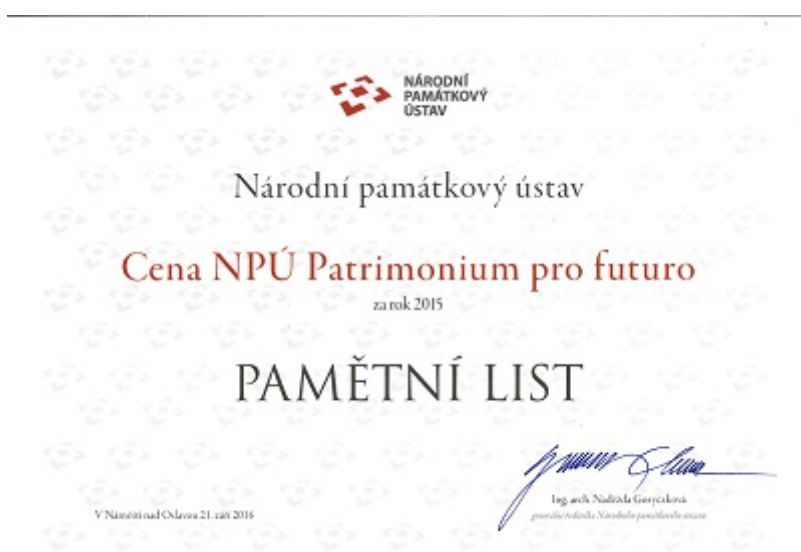 NÁRODNÍ
PAMÁTKOVÝ
ÚSTAV
Národní památkový ústav
Cena NPÚ Patrimonium pro futuro
za rok 2015
PAMĚTNÍ LIST
V Náměšti nad Oslavou 21. září 2016
Ing. arch. Naděžda Goryczková
generální ředitelka Národního památkového ústavu